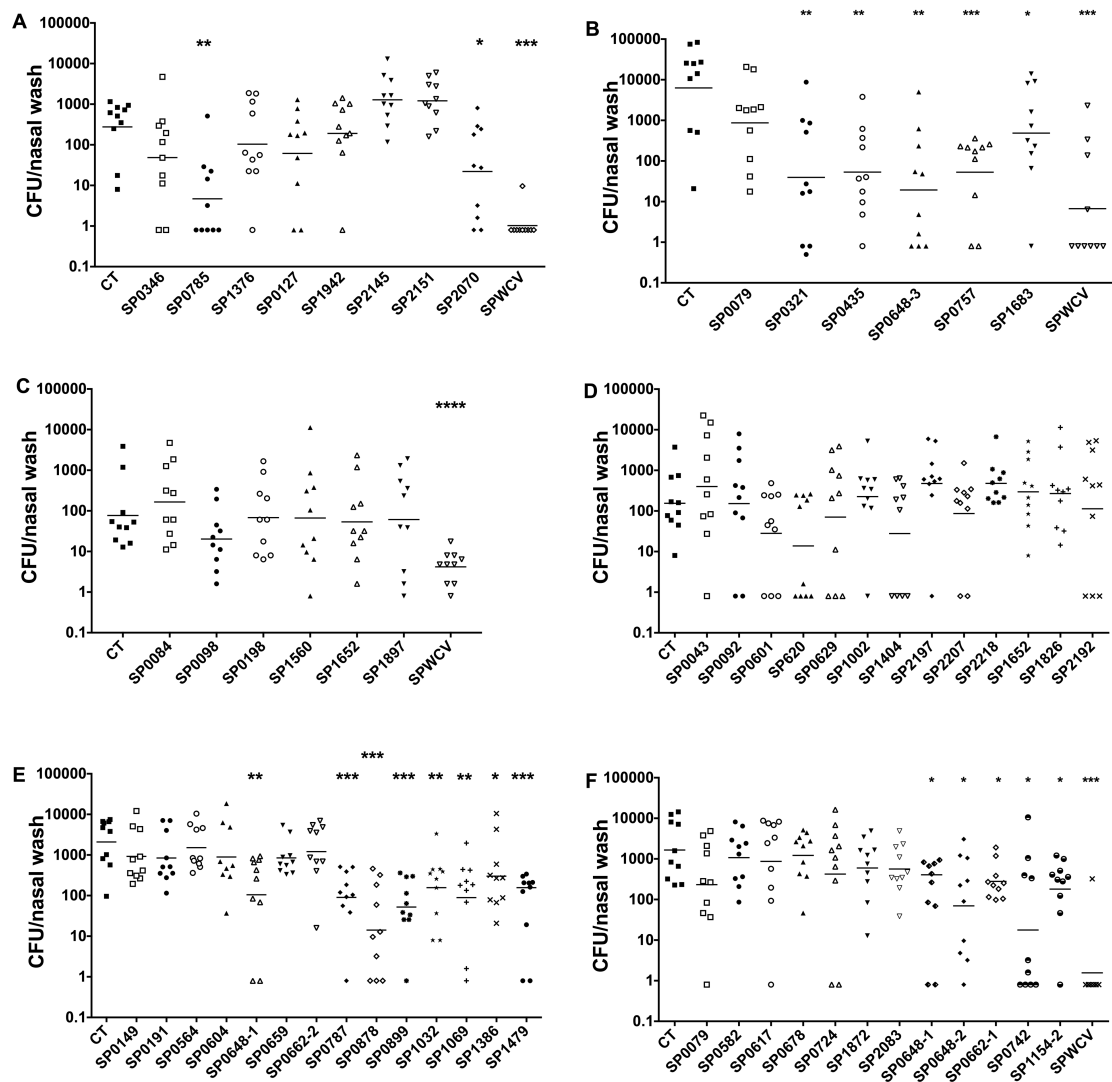 A
CFU/nasal wash
100000
10000
1000
100
10
1
0.1
** * ***
CT SP0346 SP0785 SP1376 SP0127 SP1942 SP2145 SP2151 SP2070 SPWCV
B
CFU/nasal wash
100000
10000
1000
100
10
1
0.1
** ** ** *** * ***
CT SP0079 SP0321 SP0435 SP0648-3 SP0757 SP1683 SPWCV
C
CFU/nasal wash
100000
10000
1000
100
10
1
0.1
****
CT SP0084 SP0098 SP0198 SP1560 SP1652 SP1897 SPWCV
D
CFU/nasal wash
100000
10000
1000
100
10
1
0.1
CT SP0043 SP0092 SP0601 SP620 SP0629 SP1002 SP1404 SP2197 SP2207 SP2218 SP1652 SP1826 SP2192
E
CFU/nasal wash
100000
10000
1000
100
10
1
0.1
** *** *** *** ** ** * ***
CT SP0149 SP0191 SP0564 SP0604 SP0648-1 SP0659 SP0662-2 SP0787 SP0878 SP0899 SP1032 SP1069 SP1386 SP1479
F
CFU/nasal wash
100000
10000
1000
100
10
1
0.1
* * * * * ***
CT SP0079 SP0582 SP0617 SP0678 SP0724 SP1872 SP2083 SP0648-1 SP0648-2 SP0662-1 SP0742 SP1154-2 SPWCV